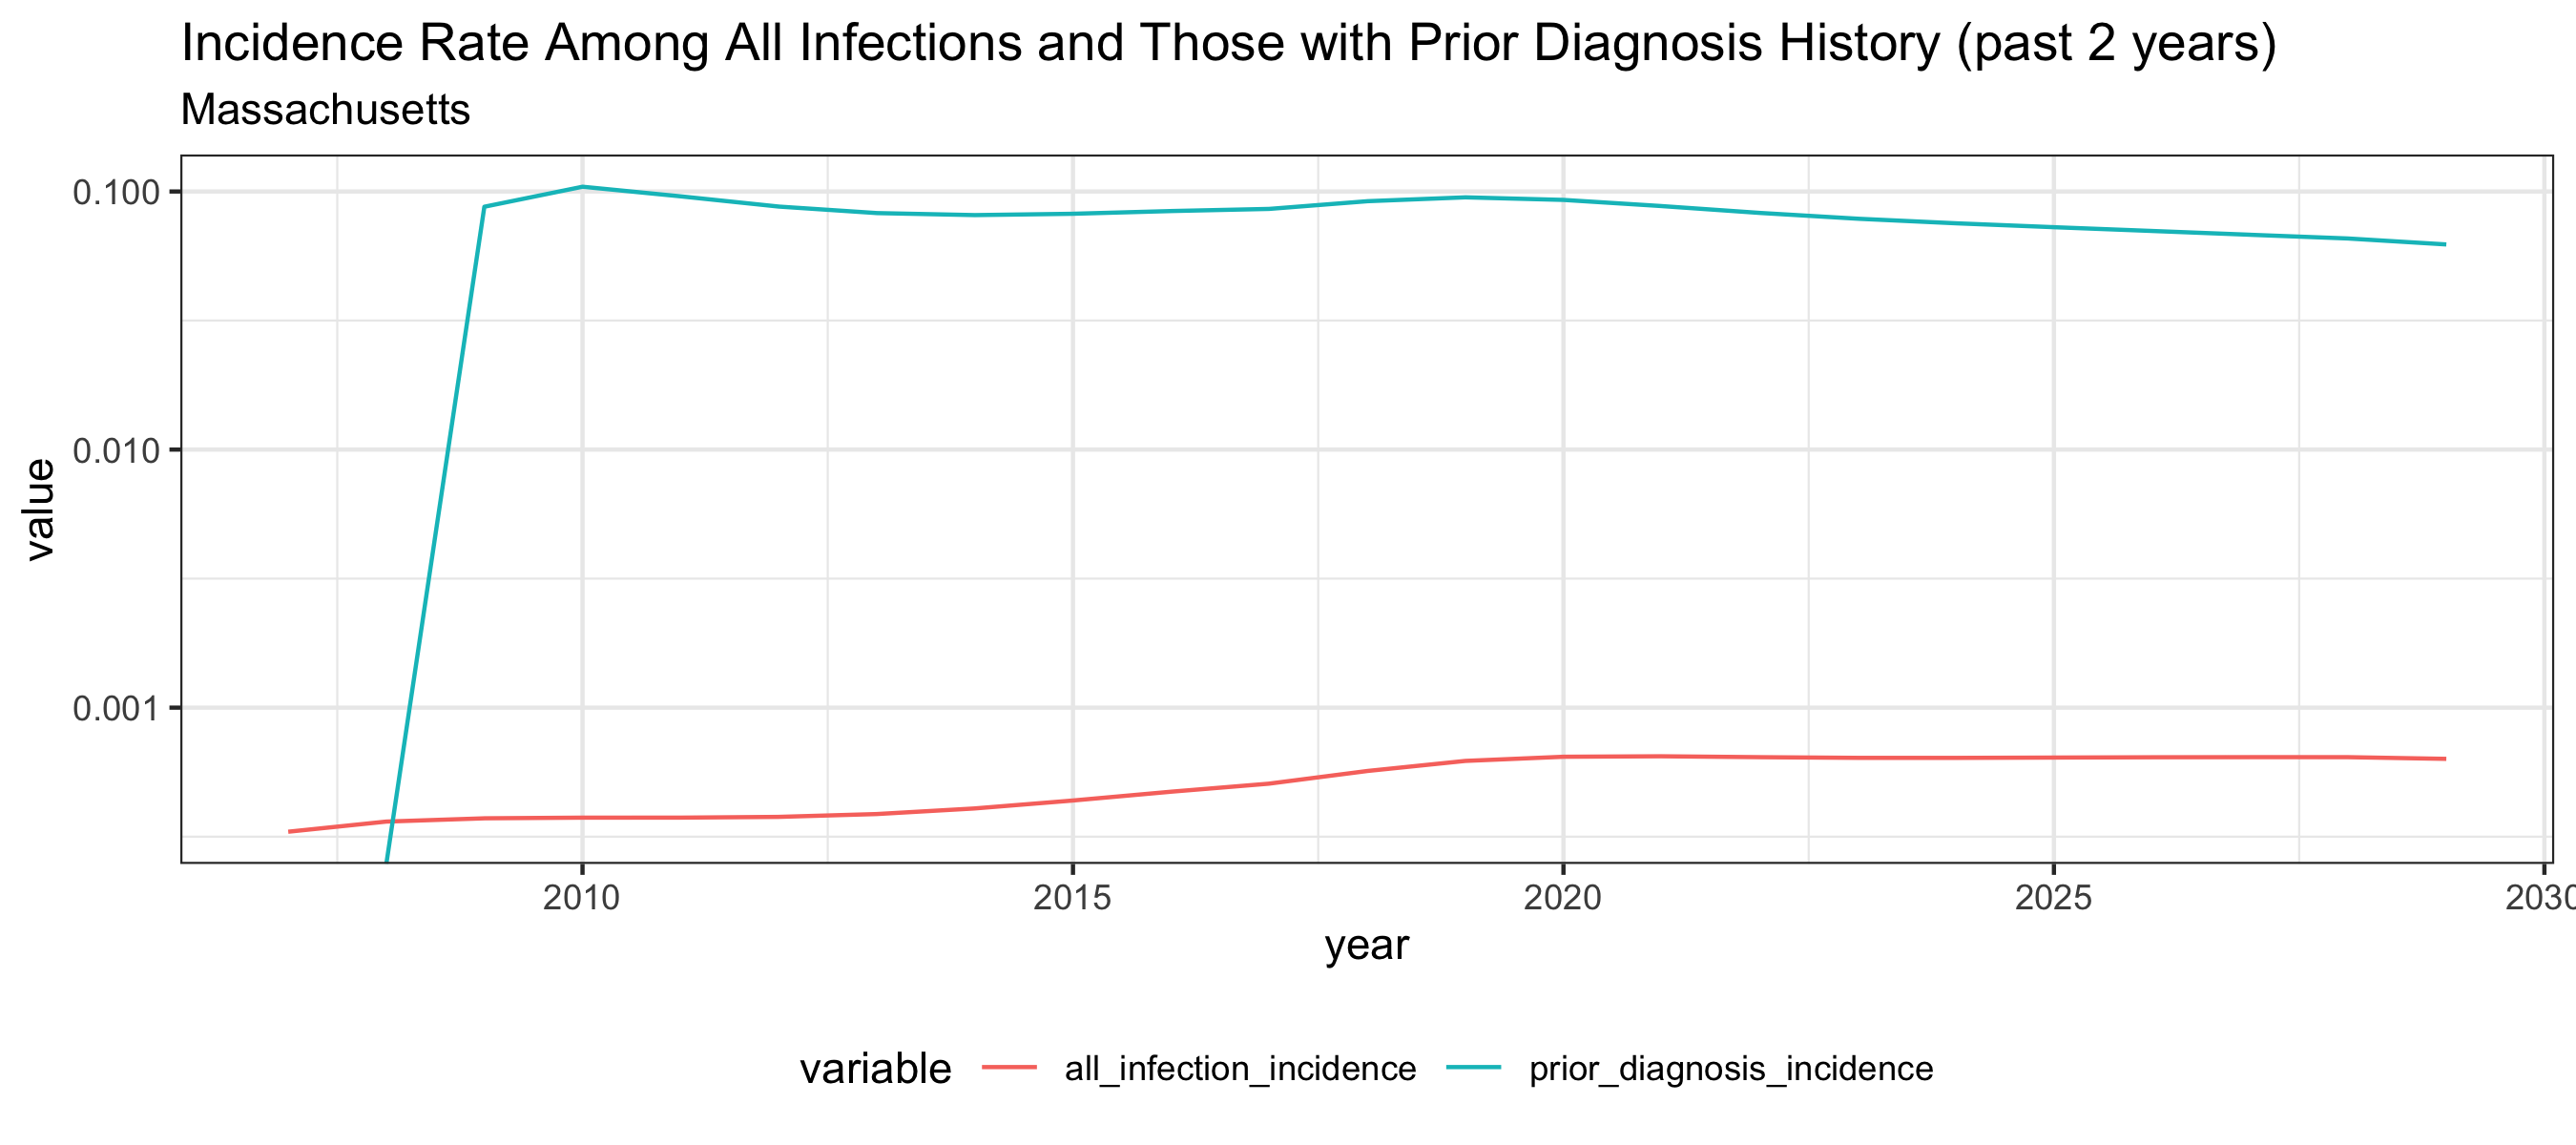 Incidence Rate Among All Infections and Those with Prior Diagnosis History (past 2 years)
Massachusetts
0.100
0.010
0.001
value
2010 2015 2020 2025 2030
year
variable all_infection_incidence prior_diagnosis_incidence